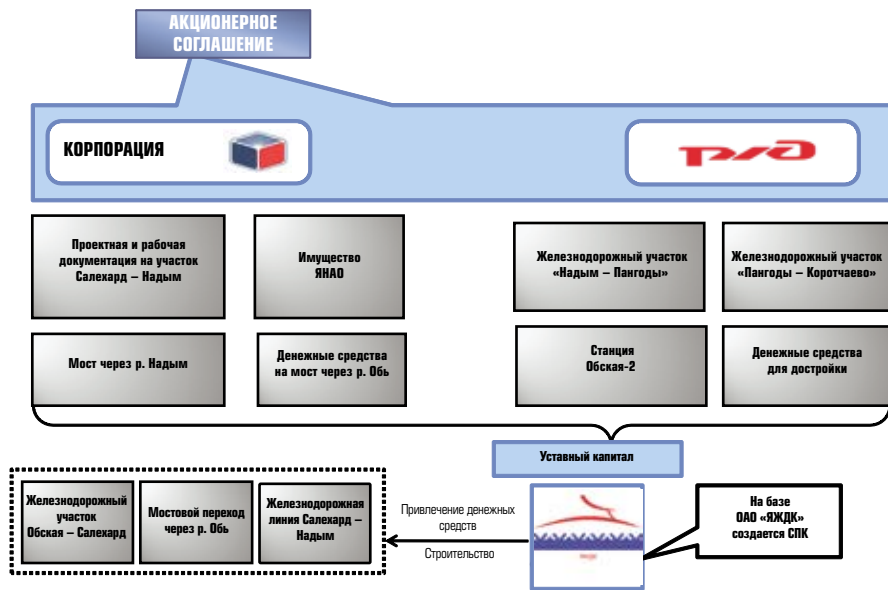 АКЦИОНЕРНОЕ
СОГЛАШЕНИЕ
КОРПОРАЦИЯ
РЖД
Проектная и рабочая
документация на участок
Салехард – Надым
Имущество
ЯНАО
Железнодорожный участок
«Надым – Пангоды»
Железнодорожный участок
«Пангоды – Коротчаево»
Мост через р. Надым
Денежные средства
на мост через р. Обь
Станция
Обская-2
Денежные средства
для достройки
Уставный капитал
Железнодорожный
участок
Обская – Салехард
Мостовой переход
через р. Обь
Железнодорожная
линия Салехард –
Надым
Привлечение денежных
средств
Строительство
На базе
ОАО «ЯЖДК»
создается СПК